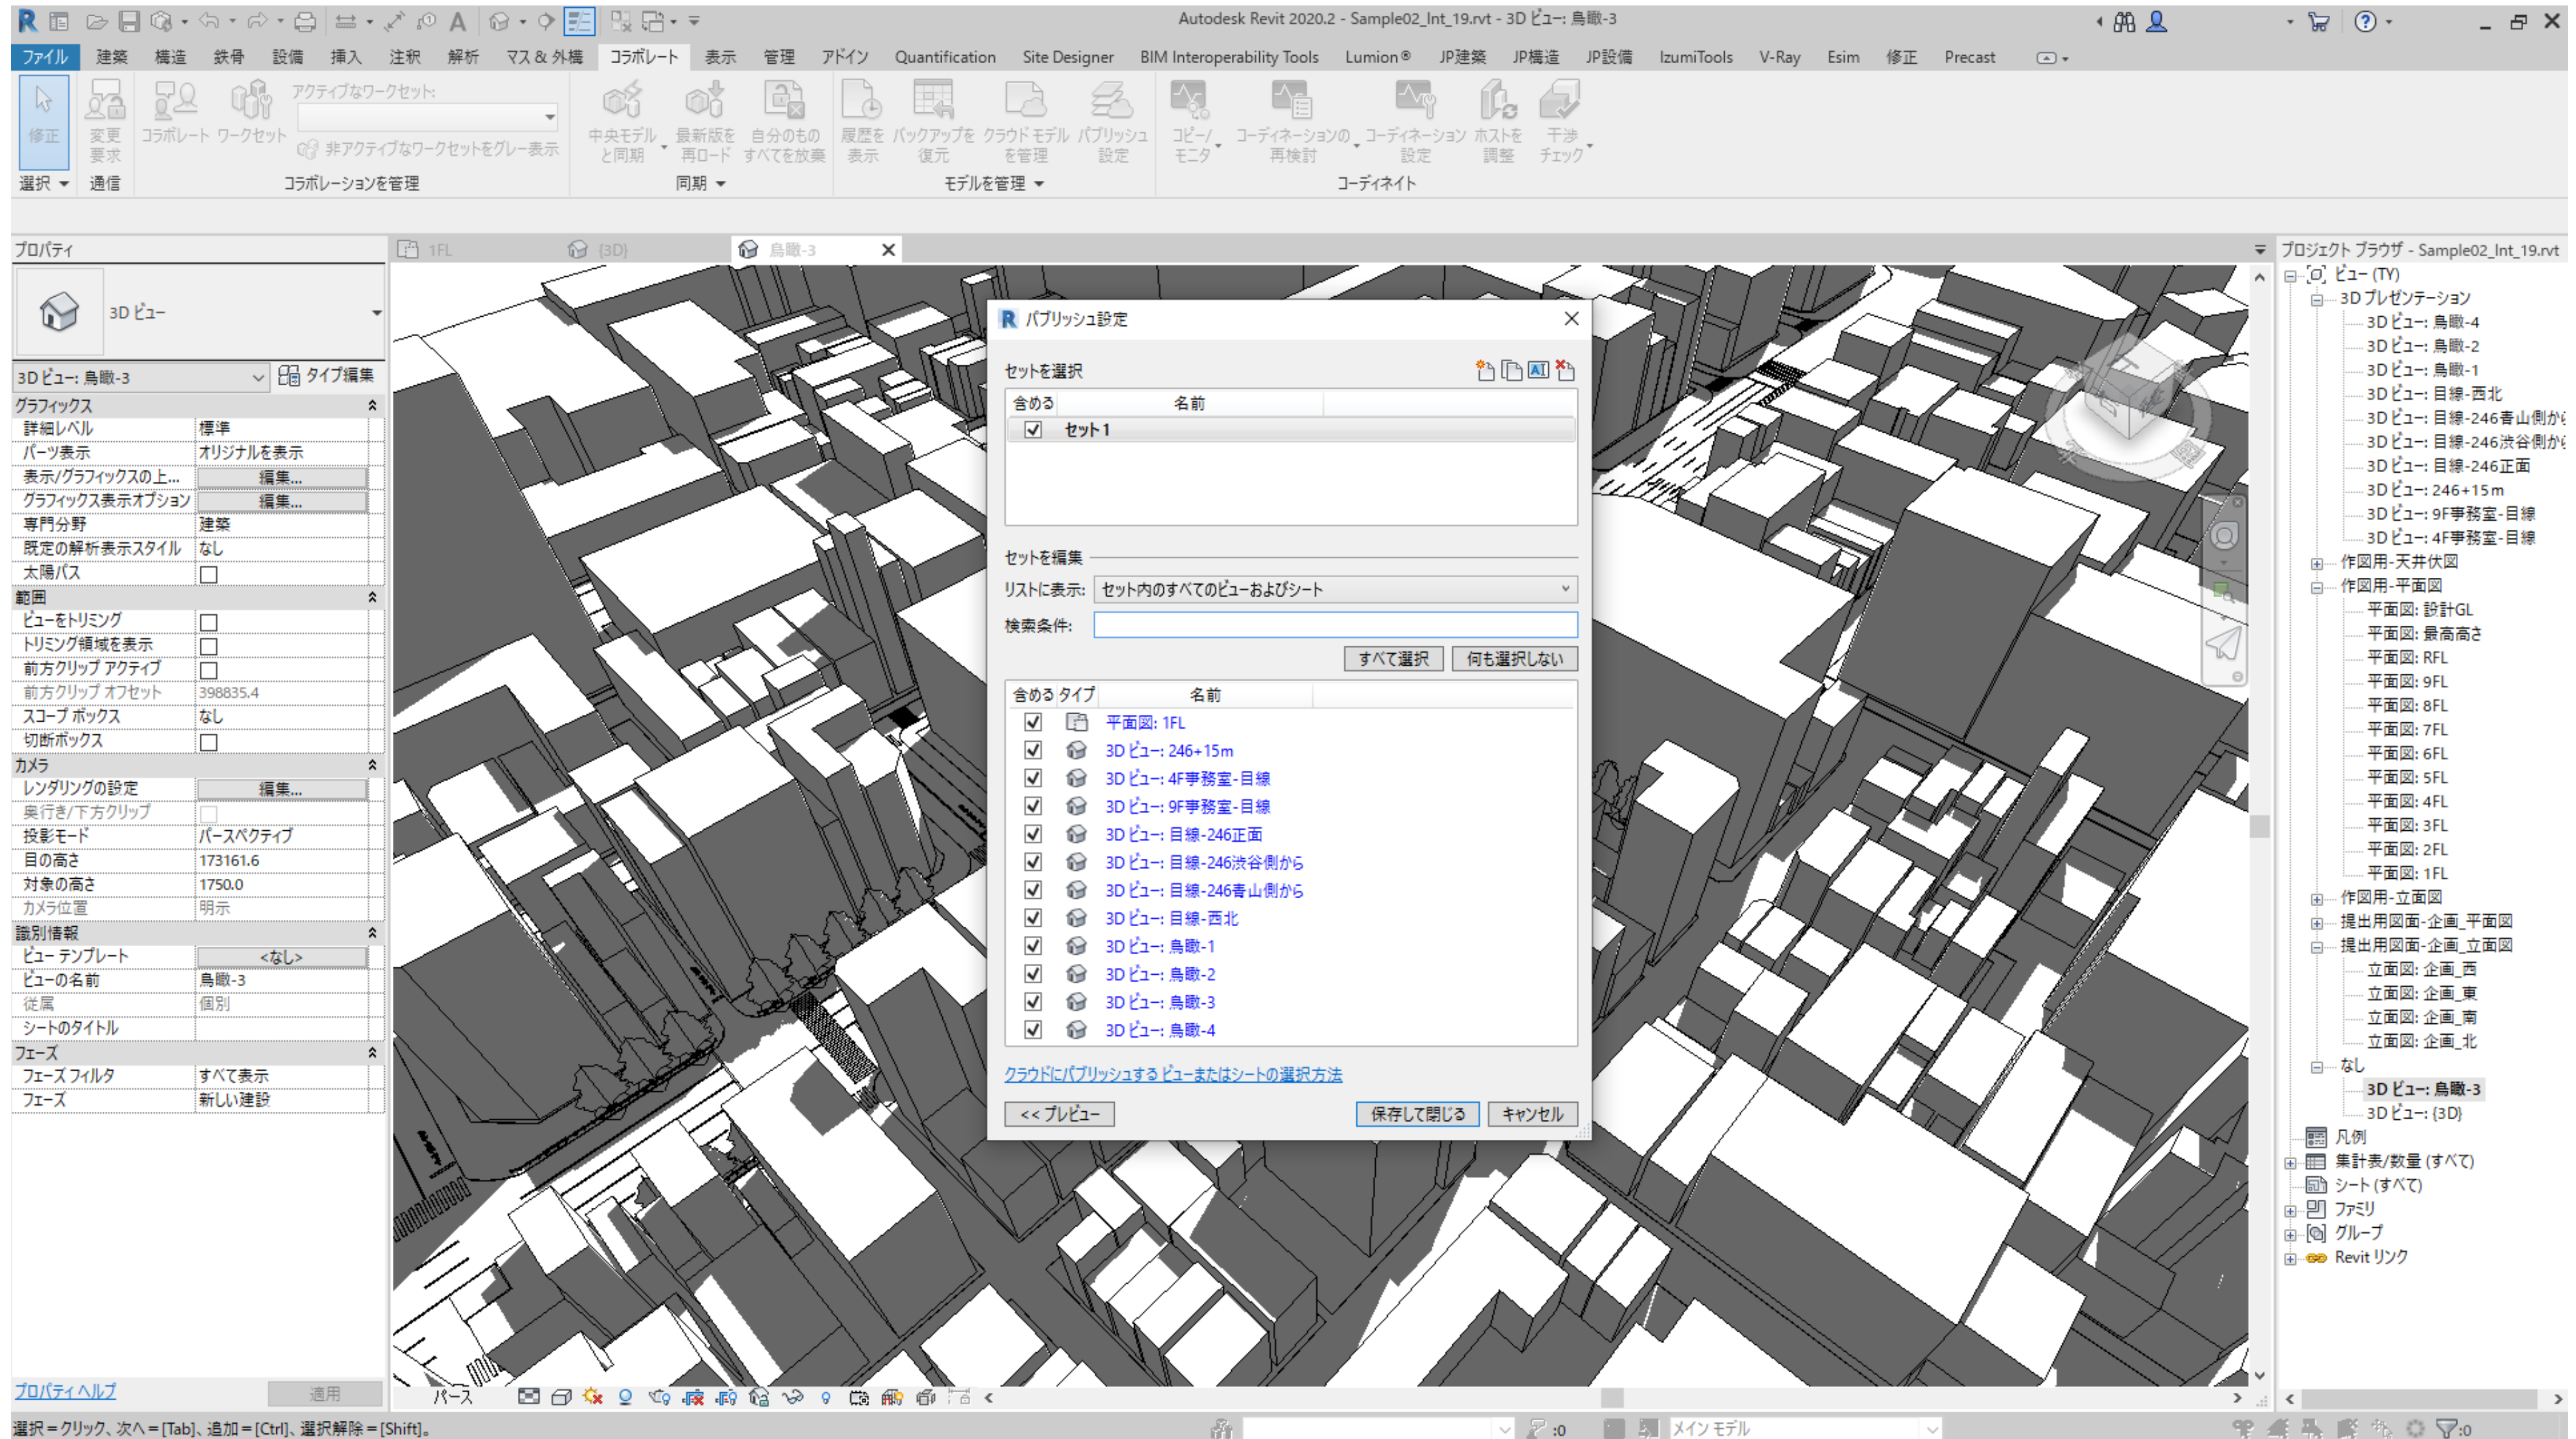 Autodesk Revit 2020.2 - Sample02_Int_19.rvt - 3D ビュー: 鳥瞰-3
ファイル 建築 構造 鉄骨 設備 挿入 注釈 解析 マス & 外構 コラボレート 表示 管理 アドイン Quantification Site Designer BIM Interoperability Tools Lumion® JP建築 JP構造 JP設備 IzumiTools V-Ray Esim 修正 Precast
修正
変更
要求
コラボレート ワークセット
アクティブなワークセット:
非アクティブなワークセットをグレー表示
中央モデル
と同期
最新版を
再ロード
自分のもの
すべてを放棄
履歴を
表示
バックアップを
復元
クラウド モデル
を管理
パブリッシュ
設定
コピー/
モニタ
コーディネーションの
再検討
コーディネーション
設定
ホストを
調整
干渉
チェック
選択 通信 コラボレーションを管理 同期 モデルを管理 コーディネイト
プロパティ
3D ビュー
3D ビュー: 鳥瞰-3 タイプ編集
グラフィックス
詳細レベル 標準
パーツ表示 オリジナルを表示
表示/グラフィックスの上... 編集...
グラフィックス表示オプション 編集...
専門分野 建築
既定の解析表示スタイル なし
太陽パス
範囲
ビューをトリミング
トリミング領域を表示
前方クリップ アクティブ
前方クリップ オフセット 398835.4
スコープ ボックス なし
切断ボックス
カメラ
レンダリングの設定 編集...
奥行き/下方クリップ
投影モード パースペクティブ
目の高さ 173161.6
対象の高さ 1750.0
カメラ位置 明示
識別情報
ビュー テンプレート <なし>
ビューの名前 鳥瞰-3
従属 個別
シートのタイトル
フェーズ
フェーズ フィルタ すべて表示
フェーズ 新しい建設
プロパティ ヘルプ 適用
1FL {3D} 鳥瞰-3
パブリッシュ設定
セットを選択
含める 名前
セット 1
セットを編集
リストに表示: セット内のすべてのビューおよびシート
検索条件:
すべて選択 何も選択しない
含める タイプ 名前
平面図: 1FL
3D ビュー: 246+15m
3D ビュー: 4F事務室-目線
3D ビュー: 9F事務室-目線
3D ビュー: 目線-246正面
3D ビュー: 目線-246渋谷側から
3D ビュー: 目線-246青山側から
3D ビュー: 目線-西北
3D ビュー: 鳥瞰-1
3D ビュー: 鳥瞰-2
3D ビュー: 鳥瞰-3
3D ビュー: 鳥瞰-4
クラウドにパブリッシュする ビューまたはシートの選択方法
<< プレビュー 保存して閉じる キャンセル
パース
プロジェクト ブラウザ - Sample02_Int_19.rvt
ビュー (TY)
3D プレゼンテーション
3D ビュー: 鳥瞰-4
3D ビュー: 鳥瞰-2
3D ビュー: 鳥瞰-1
3D ビュー: 目線-西北
3D ビュー: 目線-246青山側から
3D ビュー: 目線-246渋谷側から
3D ビュー: 目線-246正面
3D ビュー: 246+15m
3D ビュー: 9F事務室-目線
3D ビュー: 4F事務室-目線
作図用-天井伏図
作図用-平面図
平面図: 設計GL
平面図: 最高高さ
平面図: RFL
平面図: 9FL
平面図: 8FL
平面図: 7FL
平面図: 6FL
平面図: 5FL
平面図: 4FL
平面図: 3FL
平面図: 2FL
平面図: 1FL
作図用-立面図
提出用図面-企画_平面図
提出用図面-企画_立面図
立面図: 企画_西
立面図: 企画_東
立面図: 企画_南
立面図: 企画_北
なし
3D ビュー: 鳥瞰-3
3D ビュー: {3D}
凡例
集計表/数量 (すべて)
シート (すべて)
ファミリ
グループ
Revit リンク
選択 = クリック、次へ = [Tab]、追加 = [Ctrl]、選択解除 = [Shift]。 :0 メイン モデル :0